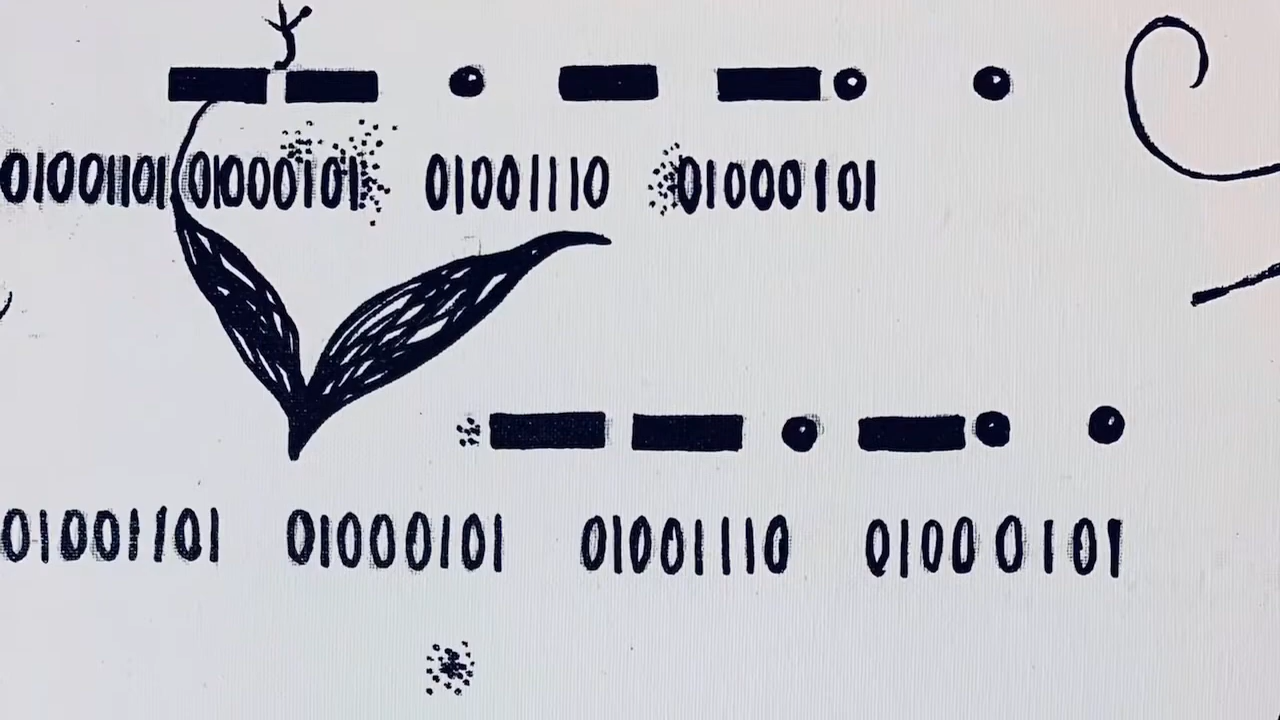 ▬ ▬ ● ▬ ▬ ● ●
01001101 01000101 01001110 01000101
▬ ▬ ● ▬ ● ●
01001101 01000101 01001110 01000101